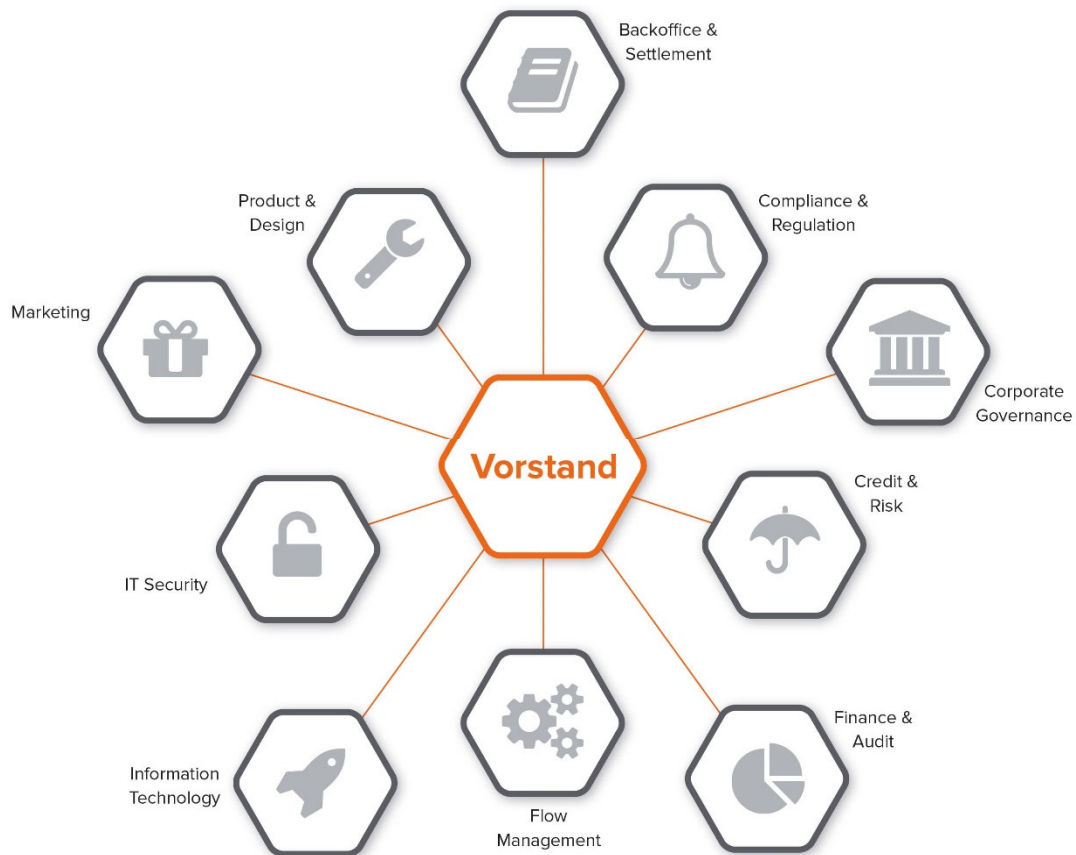 Backoffice &
Settlement
Product &
Design
Compliance &
Regulation
Marketing
Corporate
Governance
Vorstand
Credit &
Risk
IT Security
Finance &
Audit
Information
Technology
Flow
Management